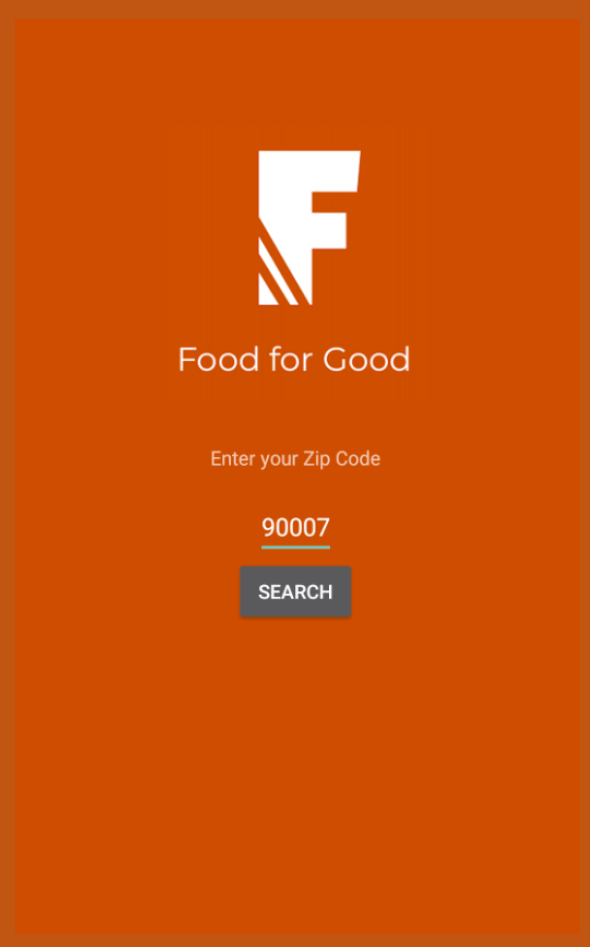 F
Food for Good
Enter your Zip Code
90007
SEARCH